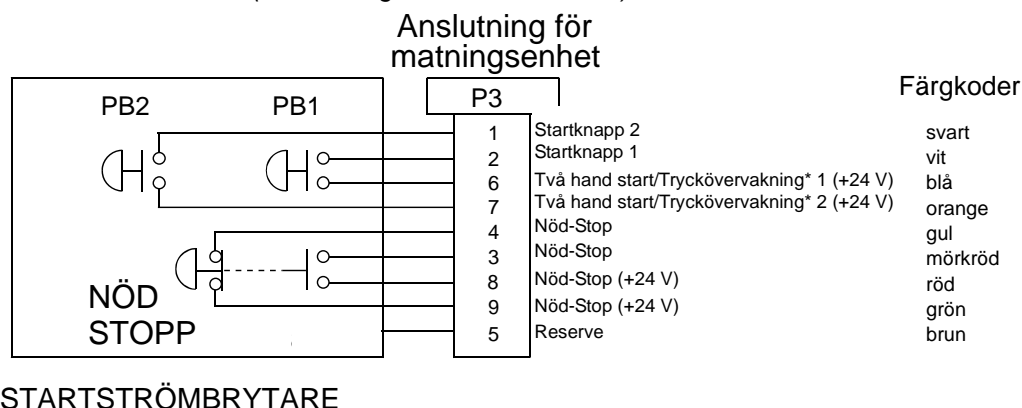 Anslutning för
matningsenhet
Färgkoder
PB2 PB1 P3
1 Startknapp 2 svart
2 Startknapp 1 vit
6 Två hand start/Tryckövervakning* 1 (+24 V) blå
7 Två hand start/Tryckövervakning* 2 (+24 V) orange
4 Nöd-Stop gul
3 Nöd-Stop mörkröd
8 Nöd-Stop (+24 V) röd
9 Nöd-Stop (+24 V) grön
5 Reserve brun
NÖD
STOPP
STARTSTRÖMBRYTARE